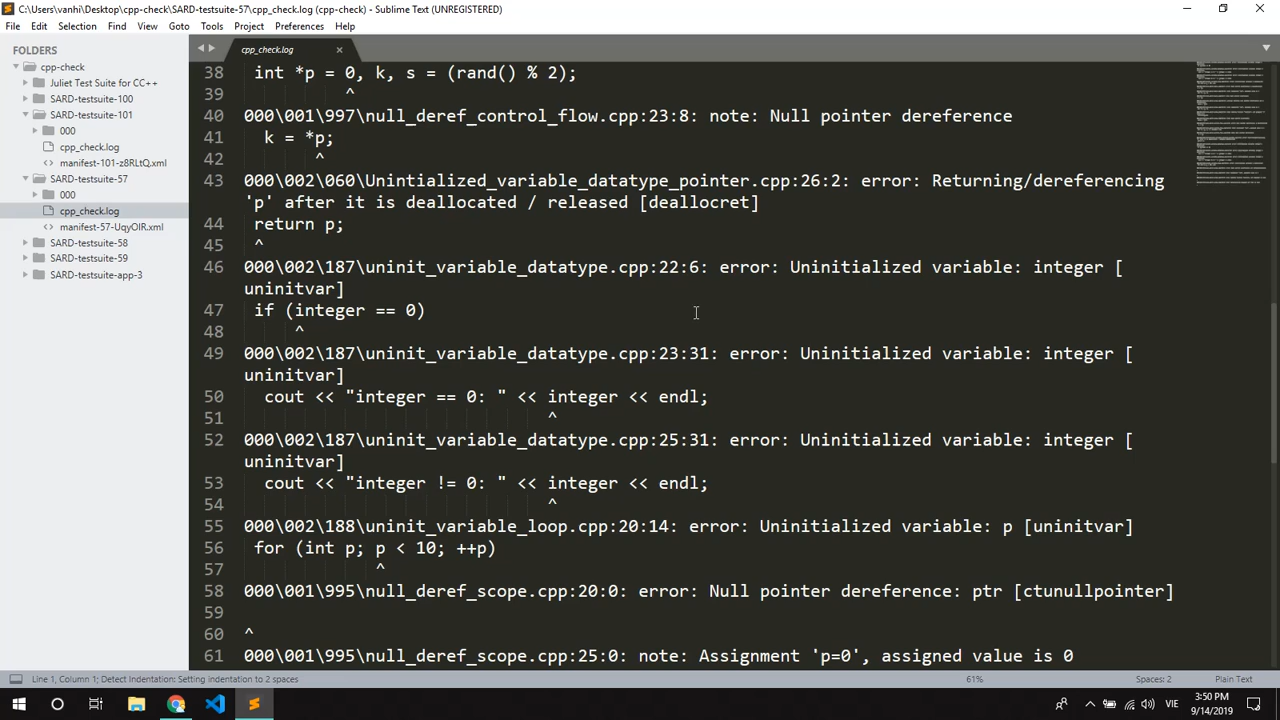 C:\Users\vanhi\Desktop\cpp-check\SARD-testsuite-57\cpp_check.log (cpp-check) - Sublime Text (UNREGISTERED)
File Edit Selection Find View Goto Tools Project Preferences Help
FOLDERS
cpp-check
Juliet Test Suite for CC++
SARD-testsuite-100
SARD-testsuite-101
000
cpp_check.log
manifest-101-z8RLtQ.xml
SARD-testsuite-57
000
cpp_check.log
manifest-57-UqyOIR.xml
SARD-testsuite-58
SARD-testsuite-59
SARD-testsuite-app-3
cpp_check.log ×
38 int *p = 0, k, s = (rand() % 2);
39 ^
40 000\001\997\null_deref_control_flow.cpp:23:8: note: Null pointer dereference
41 k = *p;
42 ^
43 000\002\060\Unintialized_variable_datatype_pointer.cpp:26:2: error: Returning/dereferencing
'p' after it is deallocated / released [deallocret]
44 return p;
45 ^
46 000\002\187\uninit_variable_datatype.cpp:22:6: error: Uninitialized variable: integer [
uninitvar]
47 if (integer == 0)
48 ^
49 000\002\187\uninit_variable_datatype.cpp:23:31: error: Uninitialized variable: integer [
uninitvar]
50 cout << "integer == 0: " << integer << endl;
51 ^
52 000\002\187\uninit_variable_datatype.cpp:25:31: error: Uninitialized variable: integer [
uninitvar]
53 cout << "integer != 0: " << integer << endl;
54 ^
55 000\002\188\uninit_variable_loop.cpp:20:14: error: Uninitialized variable: p [uninitvar]
56 for (int p; p < 10; ++p)
57 ^
58 000\001\995\null_deref_scope.cpp:20:0: error: Null pointer dereference: ptr [ctunullpointer]
59
60 ^
61 000\001\995\null_deref_scope.cpp:25:0: note: Assignment 'p=0', assigned value is 0
Line 1, Column 1; Detect Indentation: Setting indentation to 2 spaces 61% Spaces: 2 Plain Text
VIE
3:50 PM
9/14/2019